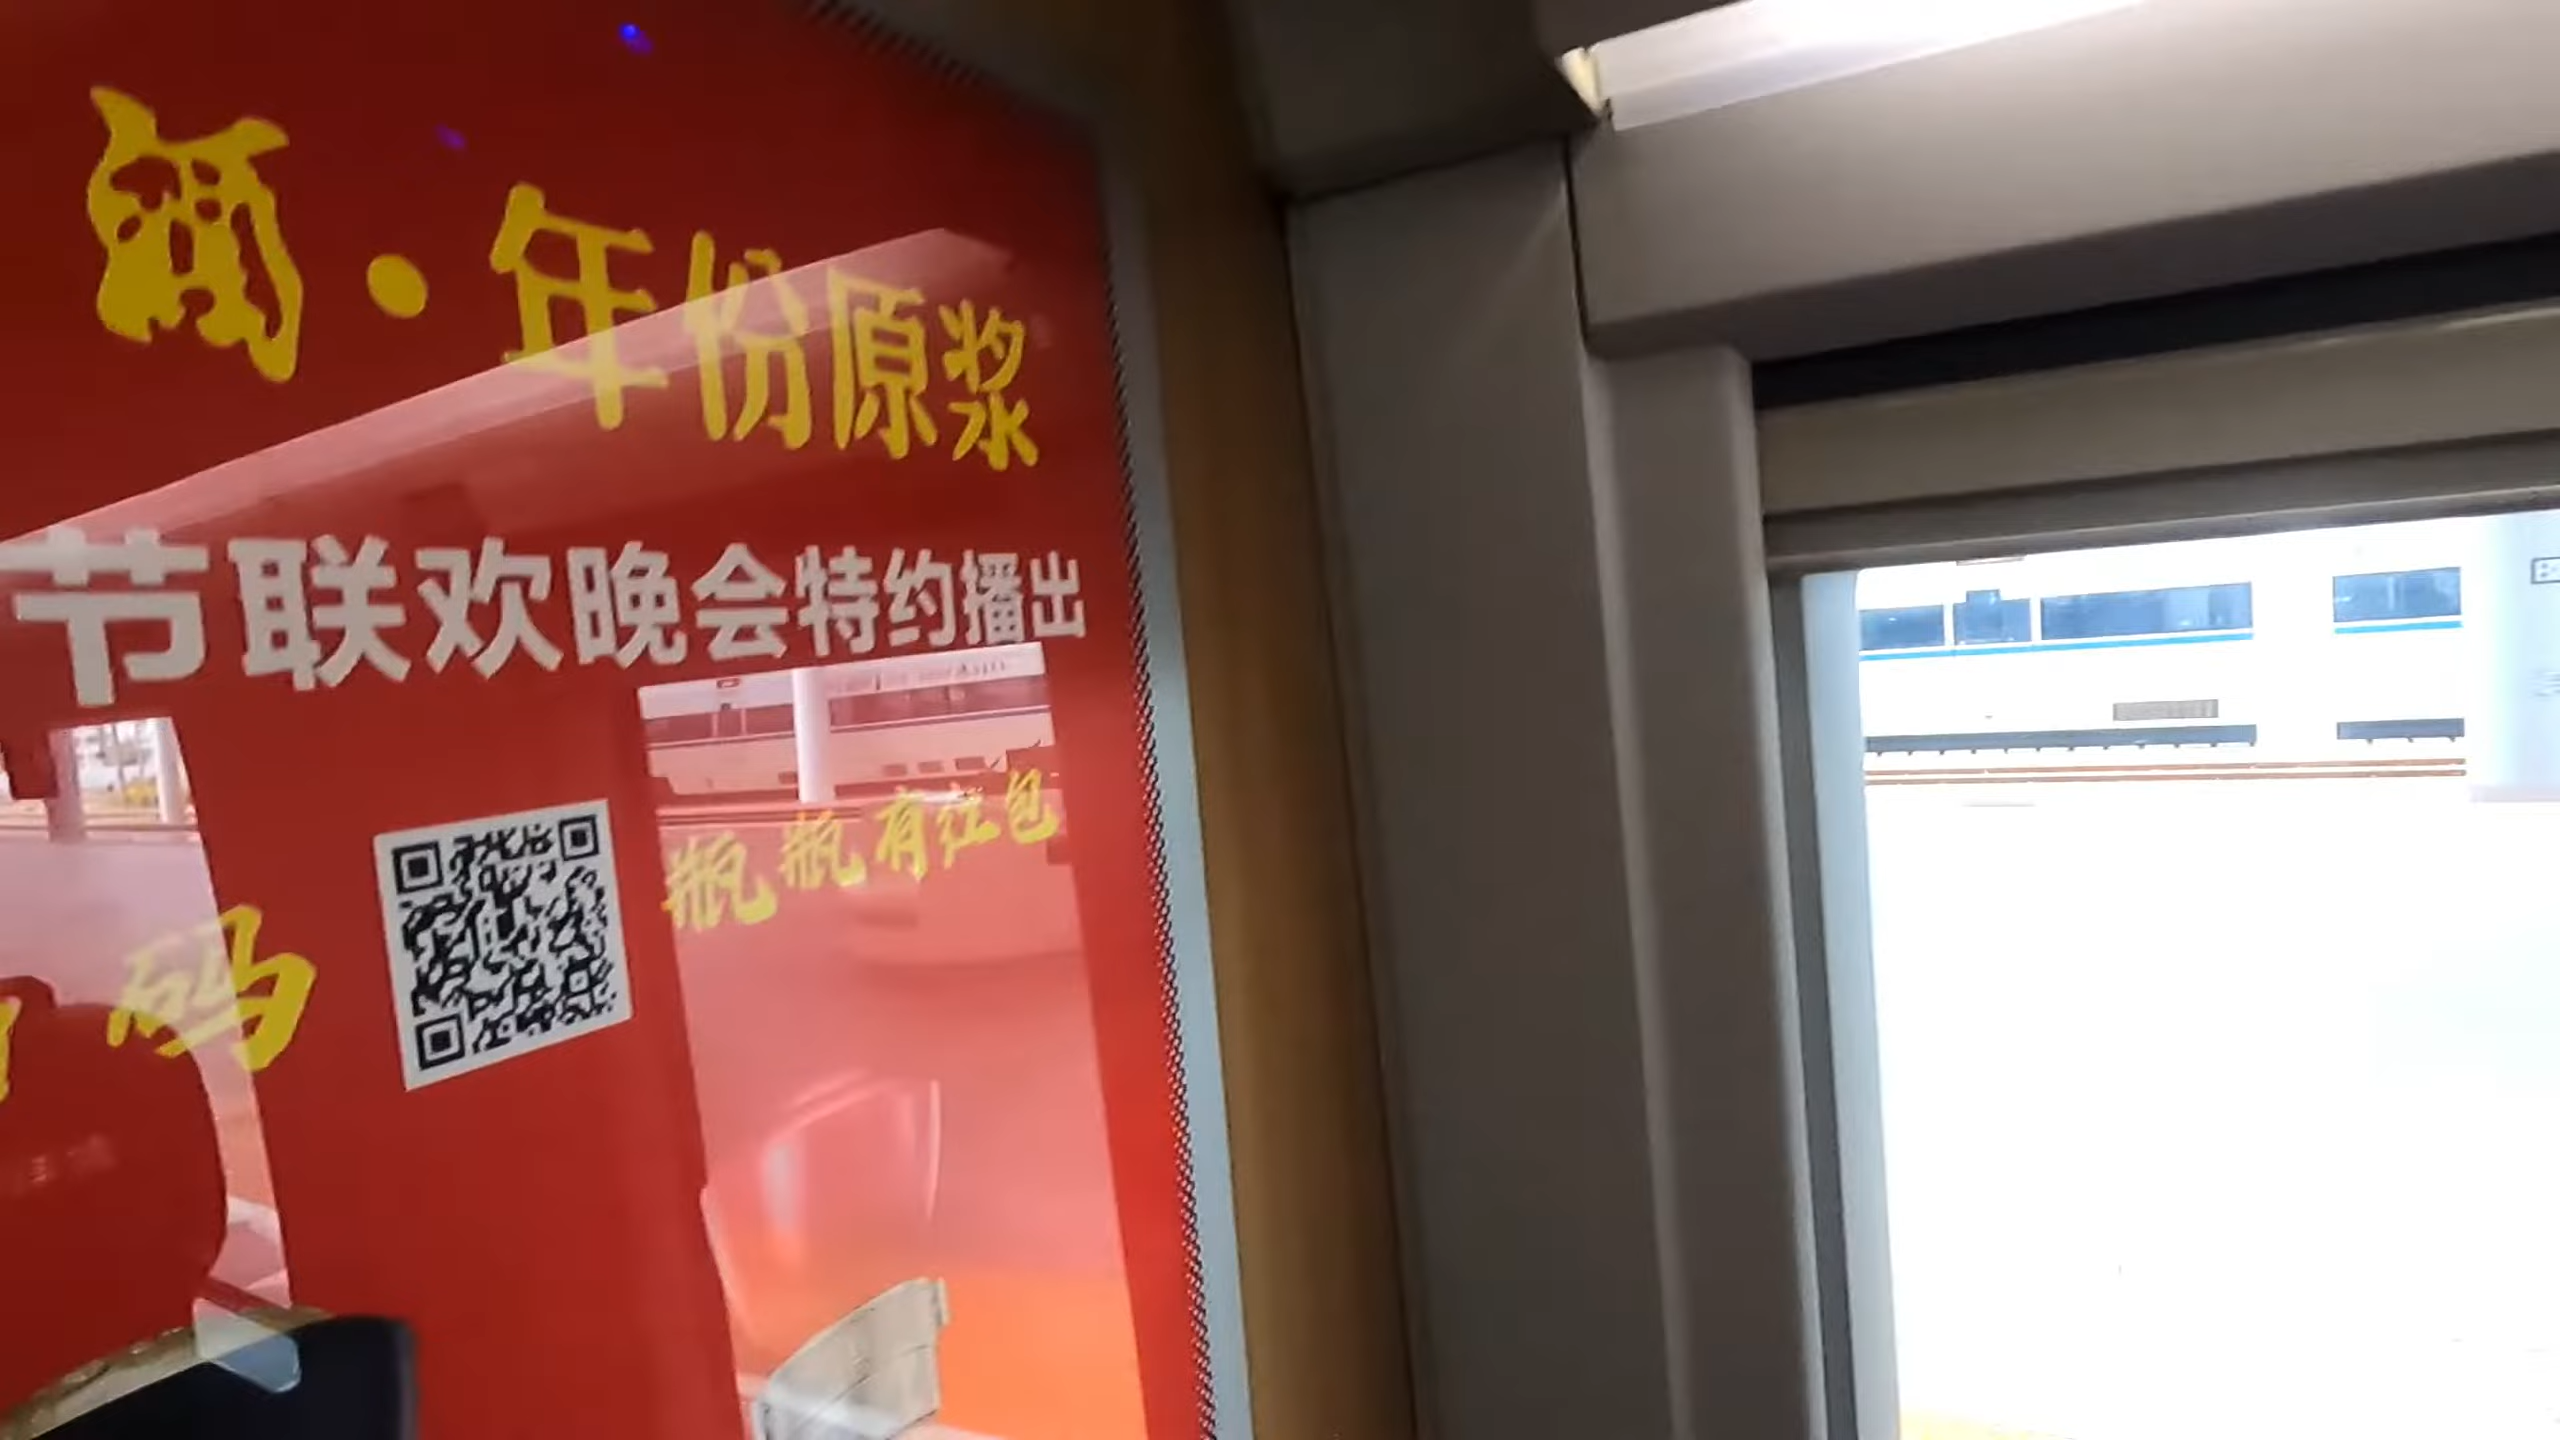 酒·年份原浆
节联欢晚会特约播出
码
瓶瓶有红包